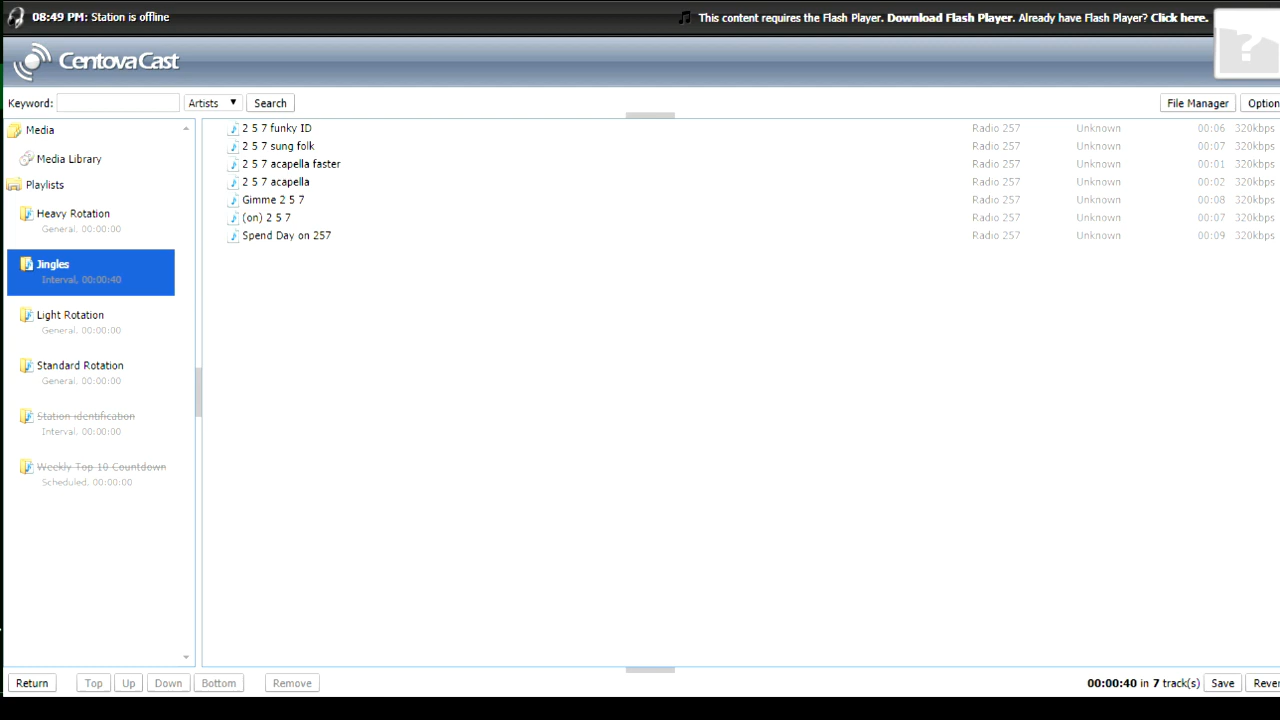 08:49 PM: Station is offline
This content requires the Flash Player. Download Flash Player. Already have Flash Player? Click here.
CentovaCast
Keyword: Artists Search File Manager Option
Media
Media Library
Playlists
Heavy Rotation
General, 00:00:00
Jingles
Interval, 00:00:40
Light Rotation
General, 00:00:00
Standard Rotation
General, 00:00:00
Station identification
Interval, 00:00:00
Weekly Top 10 Countdown
Scheduled, 00:00:00
2 5 7 funky ID Radio 257 Unknown 00:06 320kbps
2 5 7 sung folk Radio 257 Unknown 00:07 320kbps
2 5 7 acapella faster Radio 257 Unknown 00:01 320kbps
2 5 7 acapella Radio 257 Unknown 00:02 320kbps
Gimme 2 5 7 Radio 257 Unknown 00:08 320kbps
(on) 2 5 7 Radio 257 Unknown 00:07 320kbps
Spend Day on 257 Radio 257 Unknown 00:09 320kbps
Return Top Up Down Bottom Remove 00:00:40 in 7 track(s) Save Rever